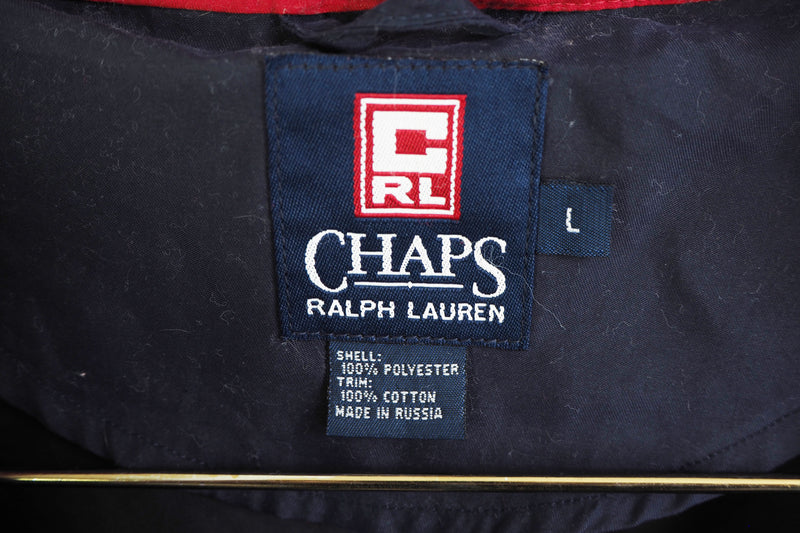 C
RL
CHAPS
RALPH LAUREN
L
SHELL:
100% POLYESTER
TRIM:
100% COTTON
MADE IN RUSSIA